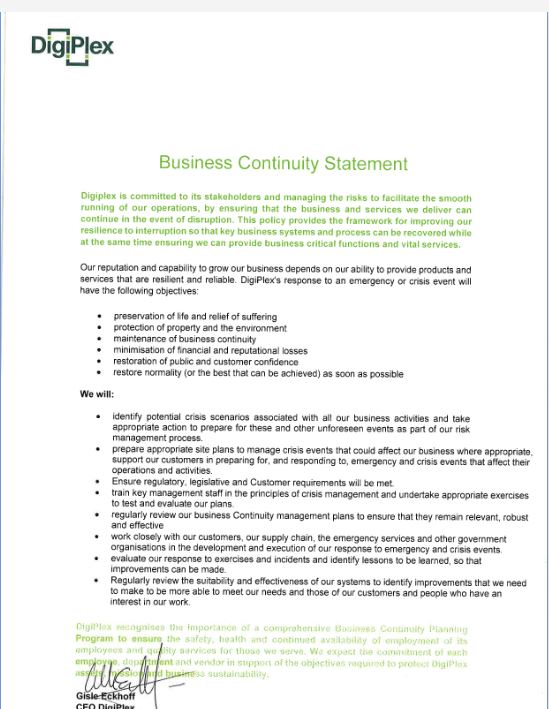 DigiPlex
Business Continuity Statement
Digiplex is committed to its stakeholders and managing the risks to facilitate the smooth
running of our operations, by ensuring that the business and services we deliver can
continue in the event of disruption. This policy provides the framework for improving our
resilience to interruption so that key business systems and process can be recovered while
at the same time ensuring we can provide business critical functions and vital services.
Our reputation and capability to grow our business depends on our ability to provide products and
services that are resilient and reliable. DigiPlex's response to an emergency or crisis event will
have the following objectives:
• preservation of life and relief of suffering
• protection of property and the environment
• maintenance of business continuity
• minimisation of financial and reputational losses
• restoration of public and customer confidence
• restore normality (or the best that can be achieved) as soon as possible
We will:
• identify potential crisis scenarios associated with all our business activities and take
appropriate action to prepare for these and other unforeseen events as part of our risk
management process.
• prepare appropriate site plans to manage crisis events that could affect our business where appropriate,
support our customers in preparing for, and responding to, emergency and crisis events that affect their
operations and activities.
• Ensure regulatory, legislative and Customer requirements will be met.
• train key management staff in the principles of crisis management and undertake appropriate exercises
to test and evaluate our plans.
• regularly review our business Continuity management plans to ensure that they remain relevant, robust
and effective
• work closely with our customers, our supply chain, the emergency services and other government
organisations in the development and execution of our response to emergency and crisis events.
• evaluate our response to exercises and incidents and identify lessons to be learned, so that
improvements can be made.
• Regularly review the suitability and effectiveness of our systems to identify improvements that we need
to make to be more able to meet our needs and those of our customers and people who have an
interest in our work.
DigiPlex recognises the importance of a comprehensive Business Continuity Planning
Program to ensure the safety, health and continued availability of employment of its
employees and quality services for those we serve. We expect the commitment of each
employee, department and vendor in support of the objectives required to protect DigiPlex
assets, mission and business sustainability.
Gisle Eckhoff
CEO DigiPlex